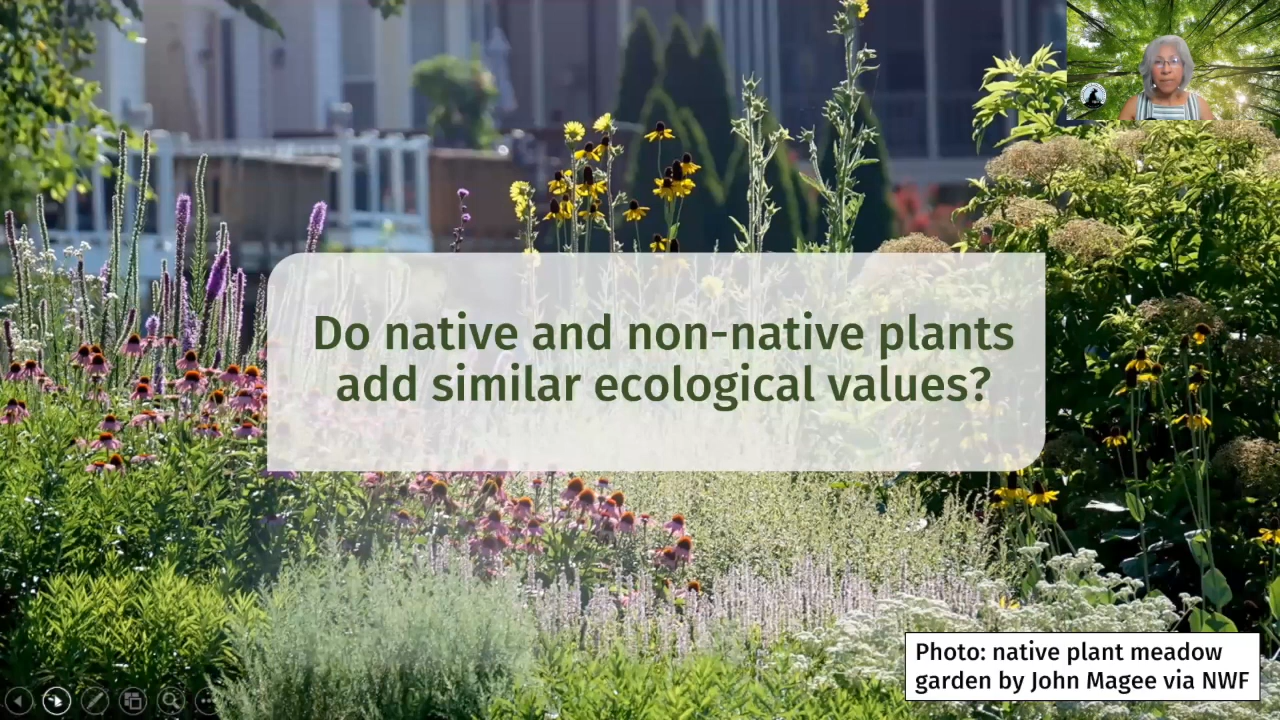 Do native and non-native plants
add similar ecological values?
Photo: native plant meadow
garden by John Magee via NWF